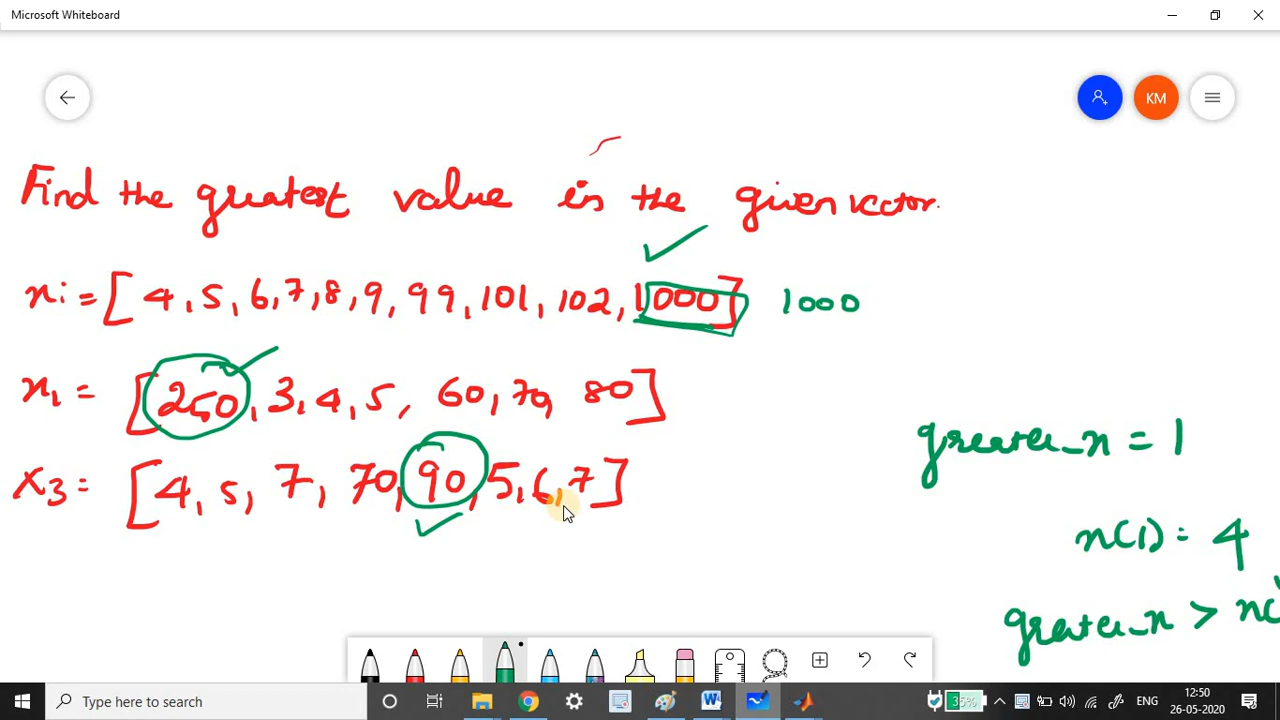 Microsoft Whiteboard
KM
Find the greatest value in the given vector.
x: = [4, 5, 6, 7, 8, 9, 99, 101, 102, 1000] 1000
x1 = [250, 3, 4, 5, 60, 70, 80]
x3 = [4, 5, 7, 70, 90, 5, 6, 7]
greater_x = 1
x(1) = 4
greater_x > x(
Type here to search
35%
ENG
12:50
26-05-2020